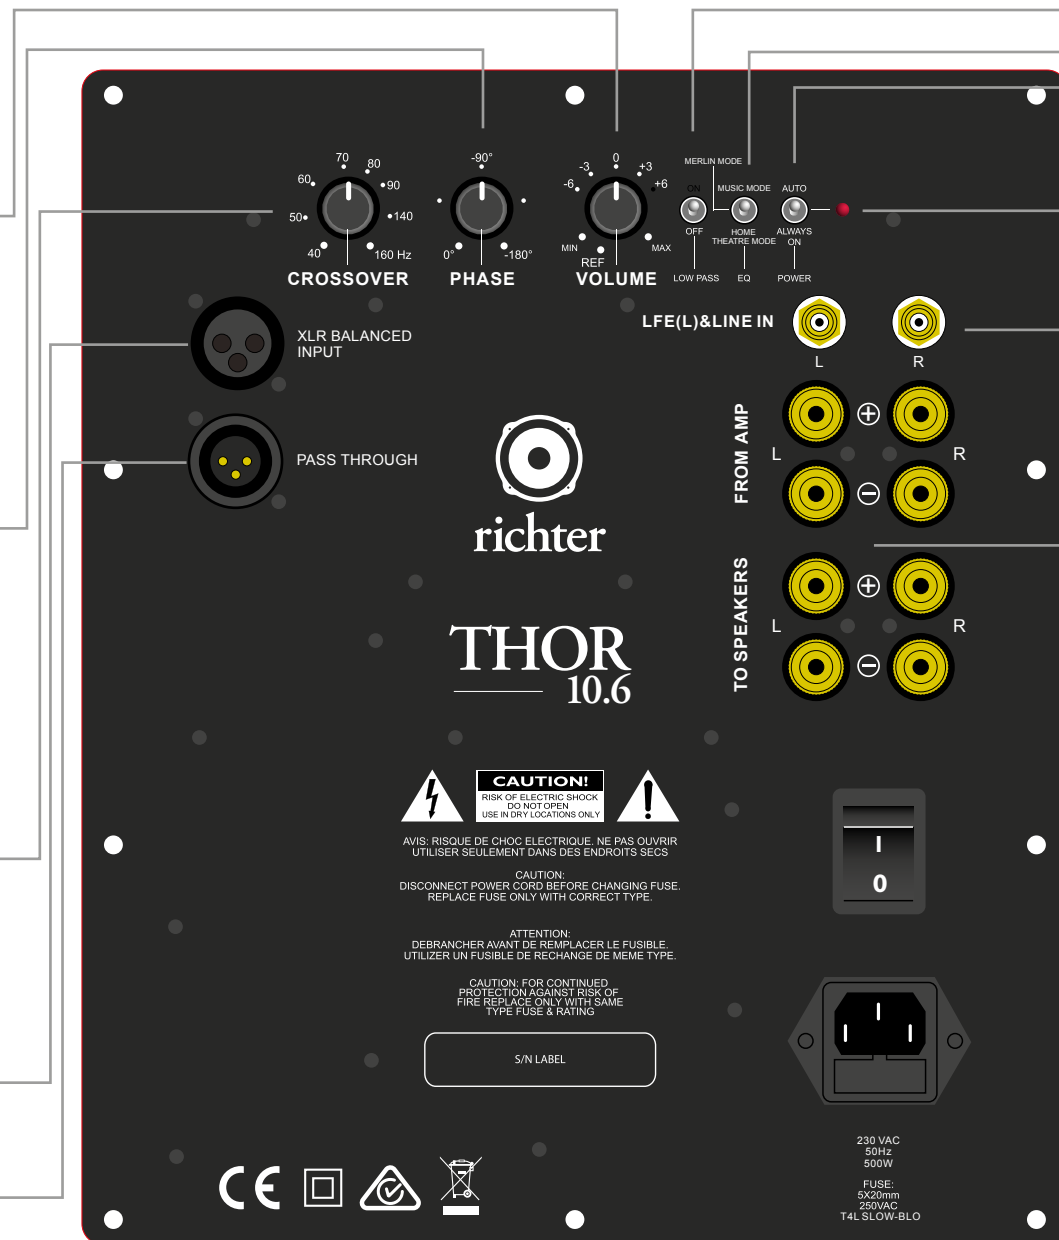 70
80
60
90
50
140
40
160 Hz
CROSSOVER
-90°
0°
-180°
PHASE
0
-3
+3
-6
+6
MIN
REF
MAX
VOLUME
MERLIN MODE
ON
OFF
LOW PASS
MUSIC MODE
HOME
THEATRE MODE
EQ
AUTO
ALWAYS
ON
POWER
XLR BALANCED
INPUT
PASS THROUGH
LFE(L)&LINE IN
L
R
FROM AMP
L
R
TO SPEAKERS
L
R
richter
THOR
10.6
CAUTION!
RISK OF ELECTRIC SHOCK
DO NOT OPEN
USE IN DRY LOCATIONS ONLY
AVIS: RISQUE DE CHOC ELECTRIQUE. NE PAS OUVRIR
UTILISER SEULEMENT DANS DES ENDROITS SECS
CAUTION:
DISCONNECT POWER CORD BEFORE CHANGING FUSE.
REPLACE FUSE ONLY WITH CORRECT TYPE.
ATTENTION:
DEBRANCHER AVANT DE REMPLACER LE FUSIBLE.
UTILIZER UN FUSIBLE DE RECHANGE DE MEME TYPE.
CAUTION: FOR CONTINUED
PROTECTION AGAINST RISK OF
FIRE REPLACE ONLY WITH SAME
TYPE FUSE & RATING
S/N LABEL
I
0
230 VAC
50Hz
500W
FUSE:
5X20mm
250VAC
T4L SLOW-BLO
CE